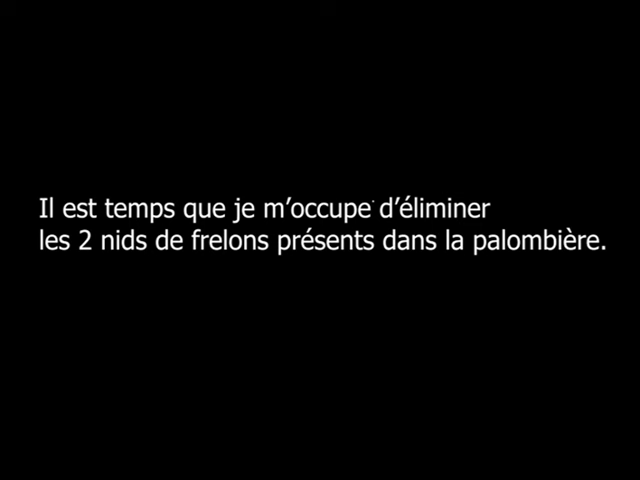 Il est temps que je m’occupe d’éliminer
les 2 nids de frelons présents dans la palombière.